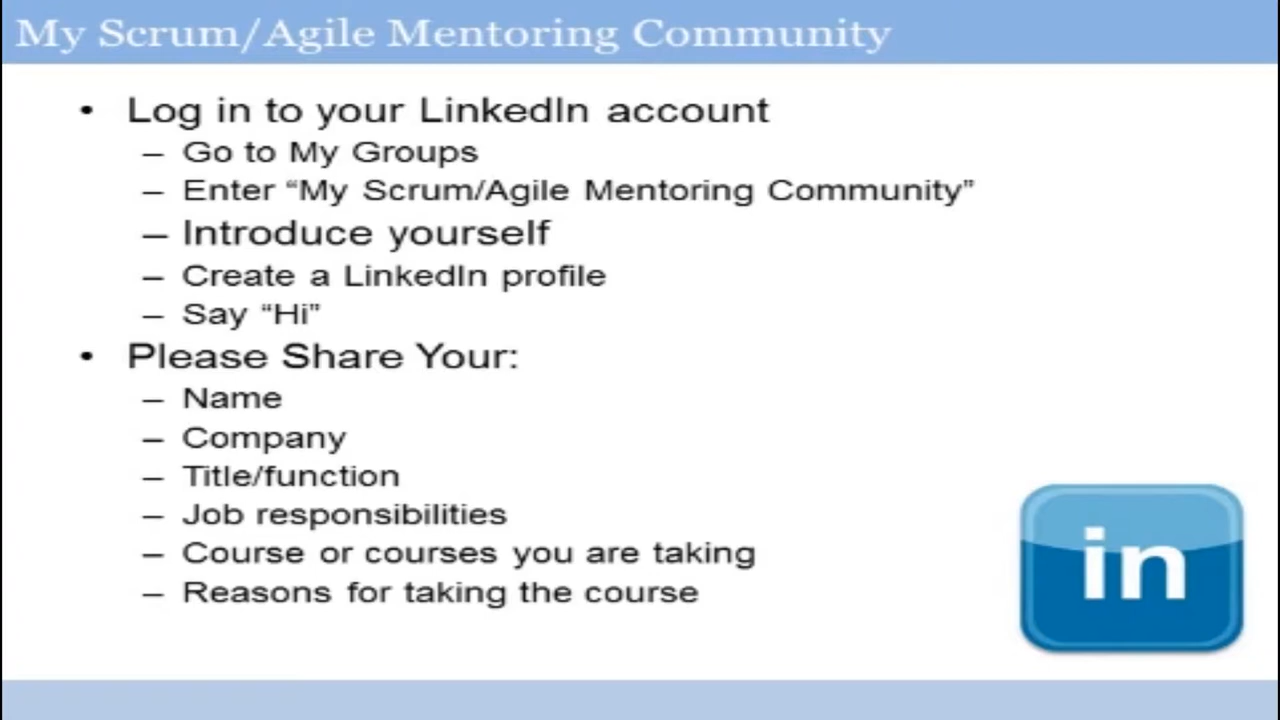 My Scrum/Agile Mentoring Community
• Log in to your LinkedIn account
– Go to My Groups
– Enter “My Scrum/Agile Mentoring Community”
– Introduce yourself
– Create a LinkedIn profile
– Say “Hi”
• Please Share Your:
– Name
– Company
– Title/function
– Job responsibilities
– Course or courses you are taking
– Reasons for taking the course
in